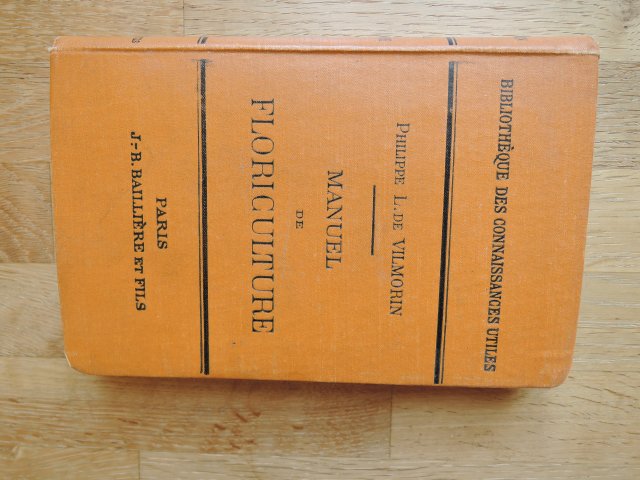 BIBLIOTHÈQUE DES CONNAISSANCES UTILES
PHILIPPE L. DE VILMORIN
MANUEL
DE
FLORICULTURE
PARIS
J.-B. BAILLIÈRE ET FILS